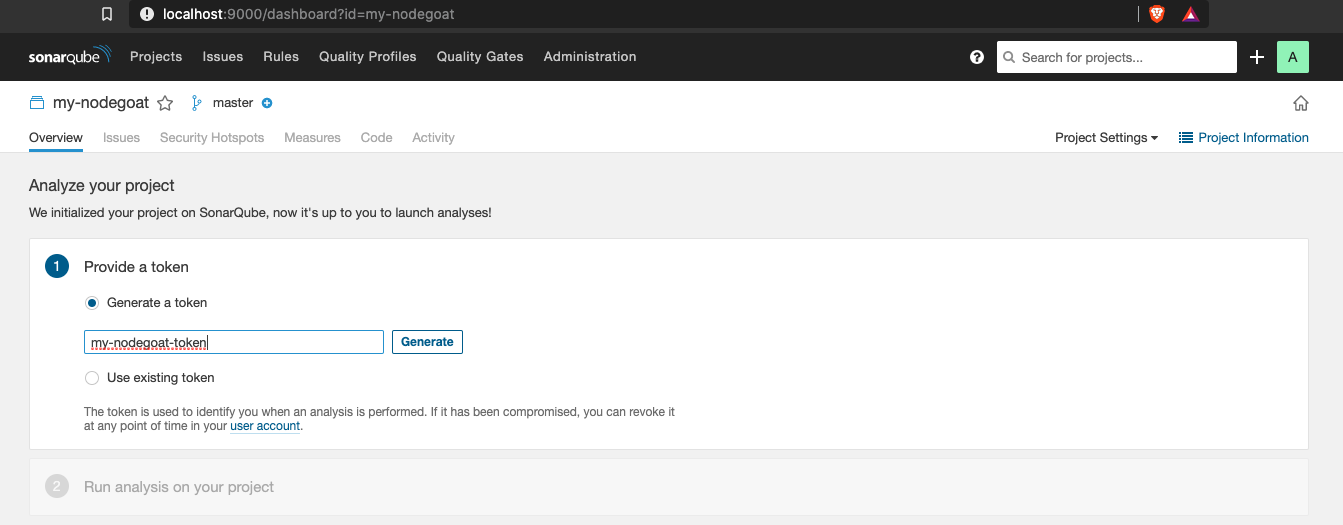 localhost:9000/dashboard?id=my-nodegoat
sonarqube Projects Issues Rules Quality Profiles Quality Gates Administration Search for projects... A
my-nodegoat master
Overview Issues Security Hotspots Measures Code Activity Project Settings Project Information
Analyze your project
We initialized your project on SonarQube, now it's up to you to launch analyses!
1 Provide a token
Generate a token
my-nodegoat-token Generate
Use existing token
The token is used to identify you when an analysis is performed. If it has been compromised, you can revoke it
at any point of time in your user account.
2 Run analysis on your project